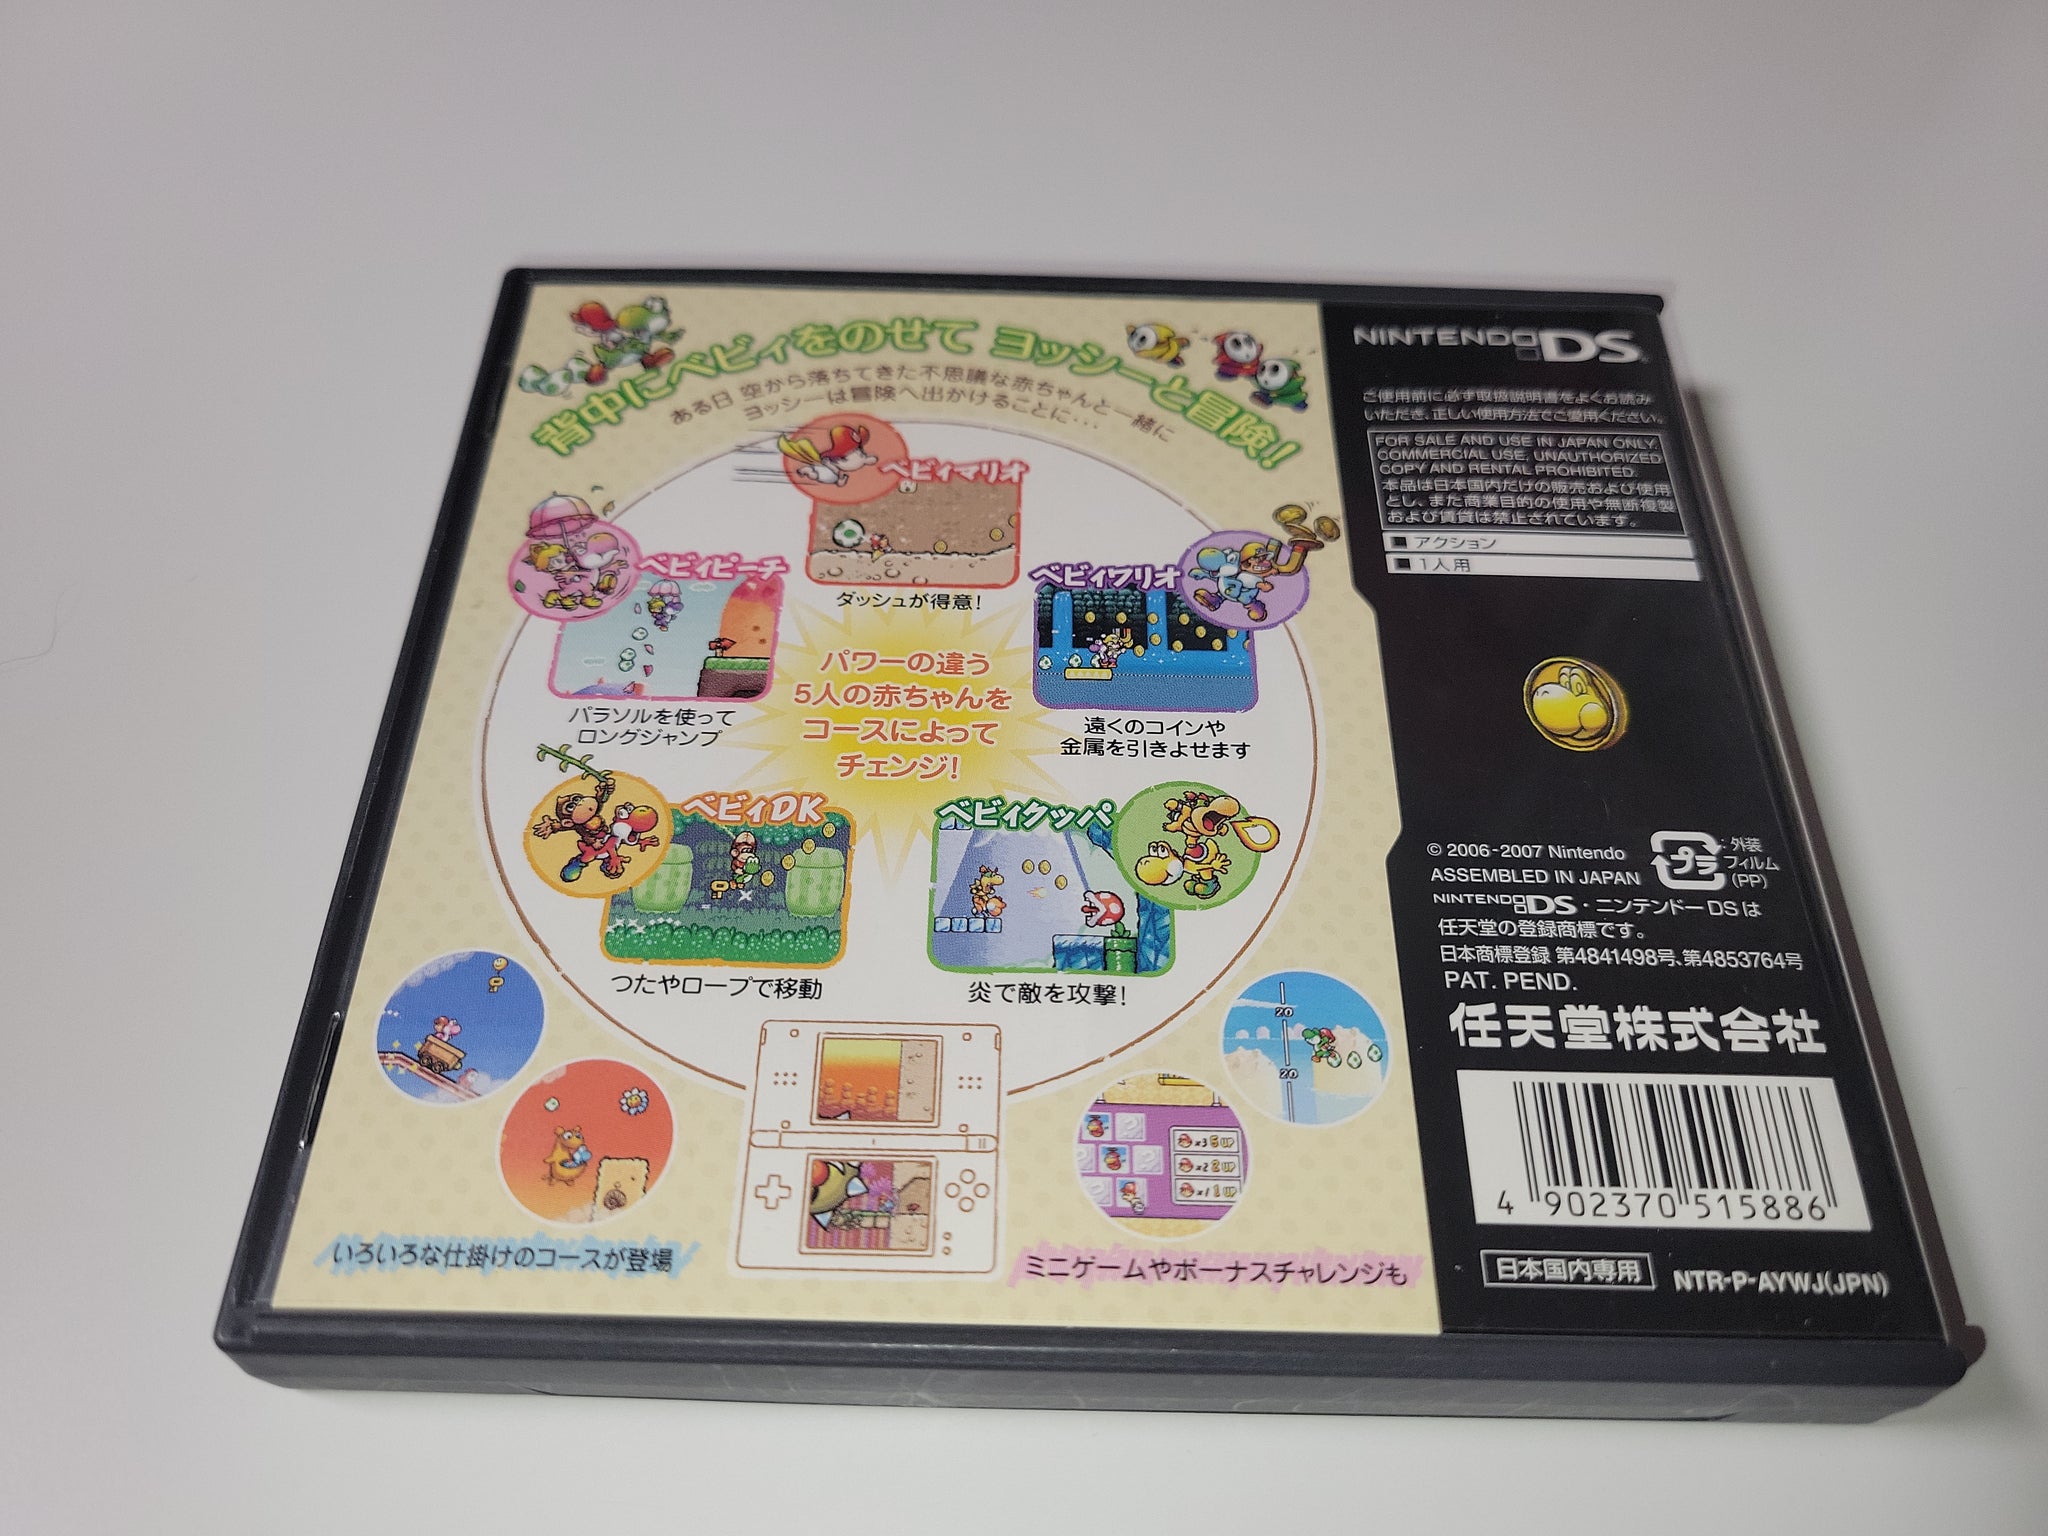 背中にベビィをのせて ヨッシーと冒険!
ある日 空から落ちてきた不思議な赤ちゃんと一緒に
ヨッシーは冒険へ出かけることに…
ベビィマリオ
ダッシュが得意!
ベビィピーチ
パラソルを使って
ロングジャンプ
ベビィワリオ
遠くのコインや
金属を引きよせます
パワーの違う
5人の赤ちゃんを
コースによって
チェンジ!
ベビィDK
つたやロープで移動
ベビィクッパ
炎で敵を攻撃!
20
20
×3 5UP
×2 2UP
×1 1UP
いろいろな仕掛けのコースが登場
ミニゲームやボーナスチャレンジも
NINTENDO DS
ご使用前に必ず取扱説明書をよくお読み
いただき、正しい使用方法でご愛用ください。
FOR SALE AND USE IN JAPAN ONLY.
COMMERCIAL USE, UNAUTHORIZED
COPY AND RENTAL PROHIBITED.
本品は日本国内だけの販売および使用
とし、また商業目的の使用や無断複製
および賃貸は禁止されています。
■ アクション
■ 1人用
© 2006-2007 Nintendo
ASSEMBLED IN JAPAN
プラ
:外装
フィルム
(PP)
NINTENDO DS・ニンテンドーDSは
任天堂の登録商標です。
日本商標登録 第4841498号、第4853764号
PAT. PEND.
任天堂株式会社
4 902370 515886
日本国内専用
NTR-P-AYWJ(JPN)